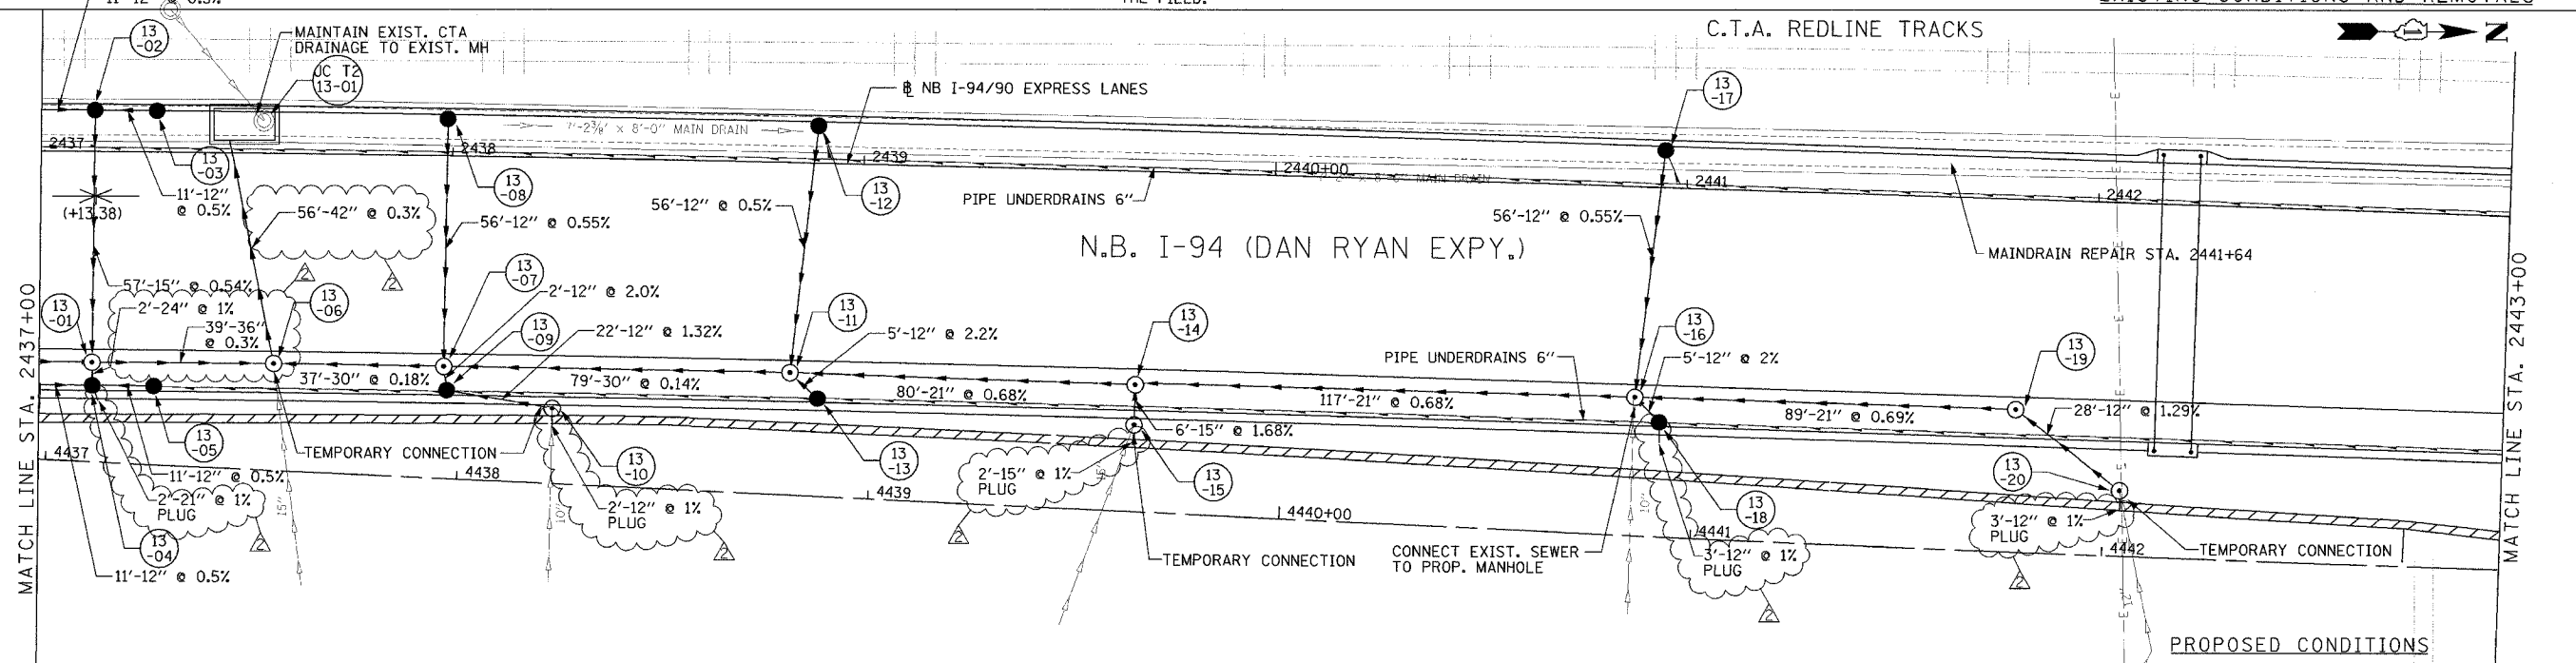 C.T.A. REDLINE TRACKS
N
13
-02
MAINTAIN EXIST. CTA
DRAINAGE TO EXIST. MH
JC T2
13-01
℄ NB I-94/90 EXPRESS LANES
13
-17
7'-2⅜" x 8'-0" MAIN DRAIN
2437
2438
2439
2440+00
2441
2442
13
-03
13
-08
13
-12
11'-12" @ 0.5%
(+13.38)
56'-42" @ 0.3%
56'-12" @ 0.55%
56'-12" @ 0.5%
PIPE UNDERDRAINS 6"
56'-12" @ 0.55%
N.B. I-94 (DAN RYAN EXPY.)
MAINDRAIN REPAIR STA. 2441+64
MATCH LINE STA. 2437+00
MATCH LINE STA. 2443+00
57'-15" @ 0.54%
2'-24" @ 1%
39'-36"
@ 0.3%
2
2
13
-01
13
-06
13
-07
2'-12" @ 2.0%
13
-09
22'-12" @ 1.32%
13
-11
5'-12" @ 2.2%
13
-14
13
-16
PIPE UNDERDRAINS 6"
5'-12" @ 2%
13
-19
37'-30" @ 0.18%
79'-30" @ 0.14%
80'-21" @ 0.68%
117'-21" @ 0.68%
89'-21" @ 0.69%
28'-12" @ 1.29%
6'-15" @ 1.68%
13
-05
TEMPORARY CONNECTION
13
-10
13
-13
2'-15" @ 1%
PLUG
13
-15
13
-18
13
-20
4437
4438
4439
4440+00
4441
4442
11'-12" @ 0.5%
2'-21" @ 1%
PLUG
13
-04
11'-12" @ 0.5%
15"
10"
2'-12" @ 1%
PLUG
2
2
2
TEMPORARY CONNECTION
CONNECT EXIST. SEWER
TO PROP. MANHOLE
10"
3'-12" @ 1%
PLUG
2
3'-12" @ 1%
PLUG
2
TEMPORARY CONNECTION
E
E
E
E
PROPOSED CONDITIONS